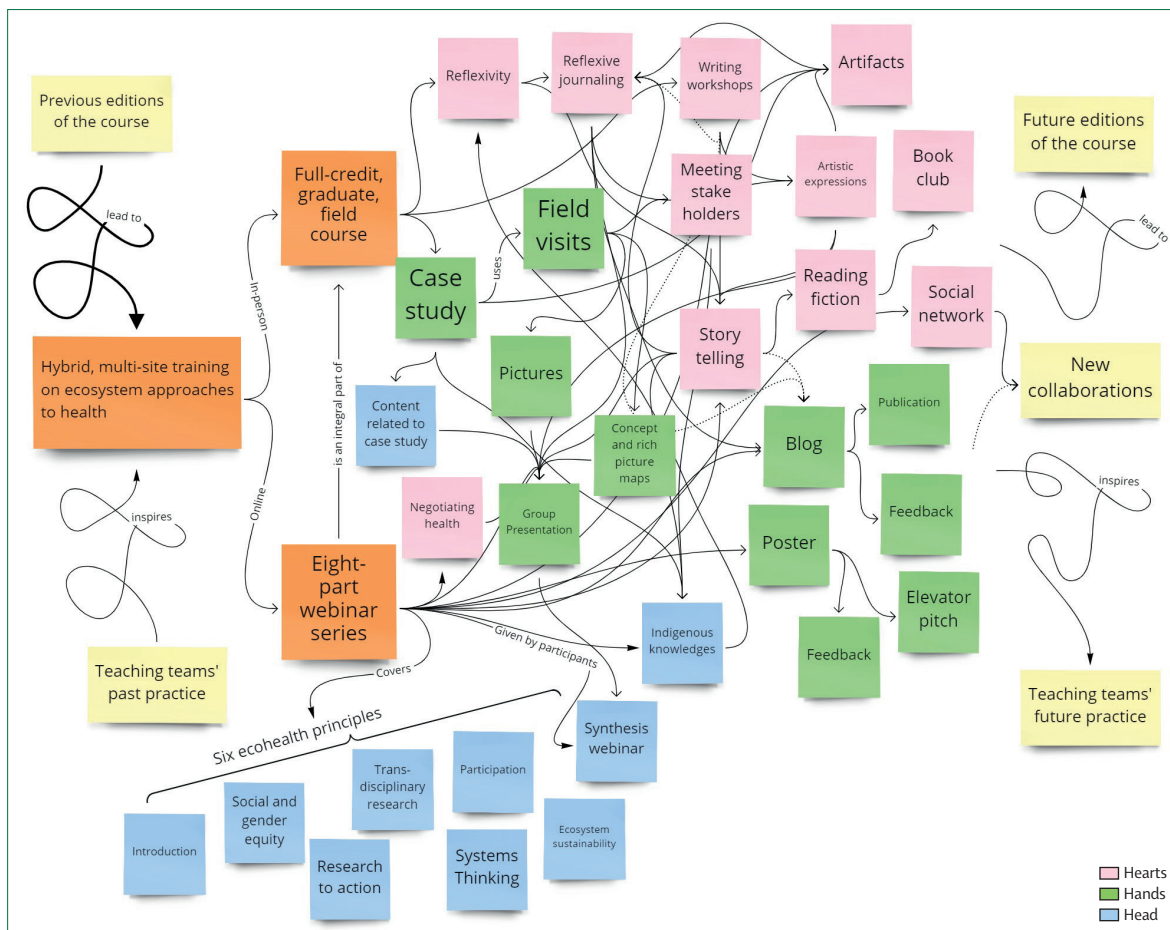 Previous editions
of the course
lead to
Hybrid, multi-site training
on ecosystem approaches
to health
inspires
Teaching teams'
past practice
In-person
Online
Full-credit,
graduate,
field
course
is an integral part of
Eight-
part
webinar
series
Reflexivity
Reflexive
journaling
Writing
workshops
Artifacts
Case
study
uses
Field
visits
Meeting
stake
holders
Artistic
expressions
Book
club
Pictures
Story
telling
Reading
fiction
Social
network
Content
related to
case study
Concept
and rich
picture
maps
Blog
Publication
Feedback
Negotiating
health
Group
Presentation
Poster
Elevator
pitch
Feedback
Given by participants
Indigenous
knowledges
Covers
Six ecohealth principles
Synthesis
webinar
Introduction
Social and
gender
equity
Research
to action
Trans-
disciplinary
research
Participation
Systems
Thinking
Ecosystem
sustainability
Future editions
of the course
lead to
New
collaborations
inspires
Teaching teams'
future practice
Hearts
Hands
Head